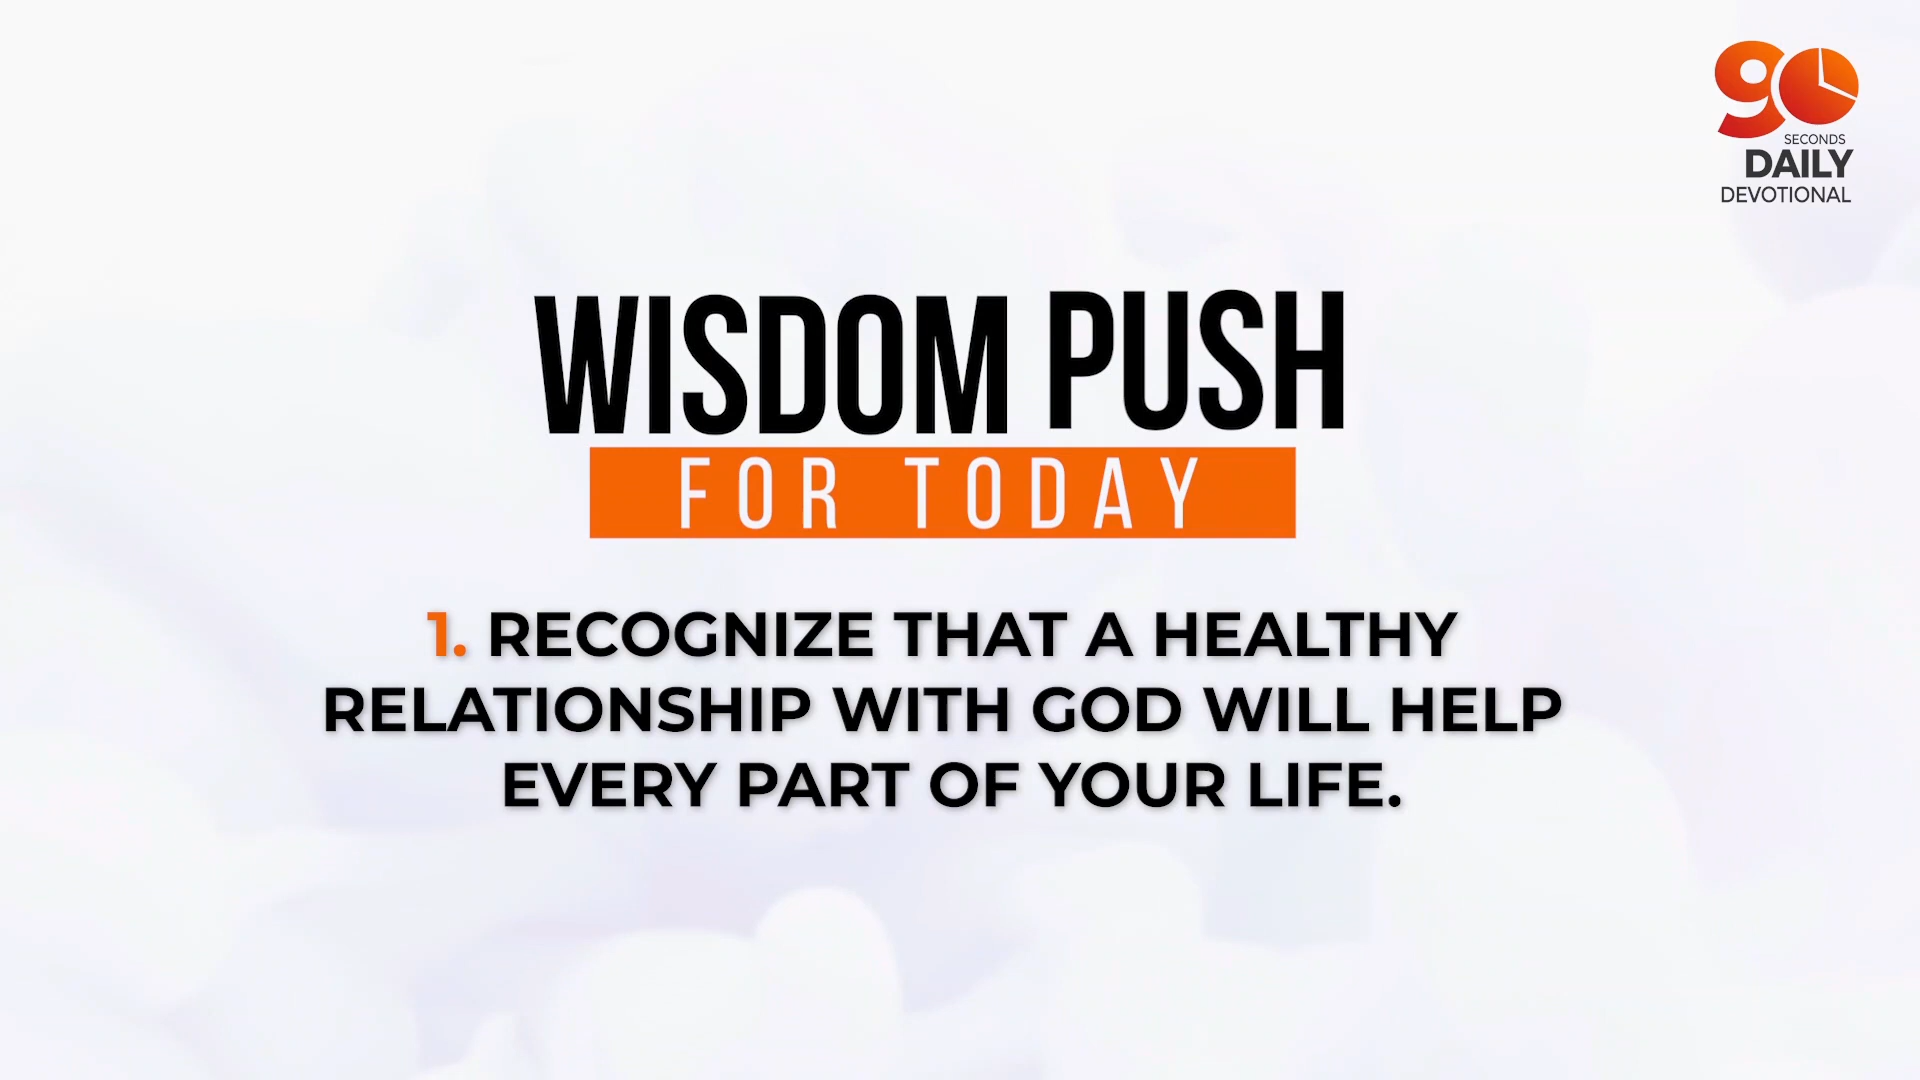 90
SECONDS
DAILY
DEVOTIONAL
WISDOM PUSH
FOR TODAY
1. RECOGNIZE THAT A HEALTHY
RELATIONSHIP WITH GOD WILL HELP
EVERY PART OF YOUR LIFE.